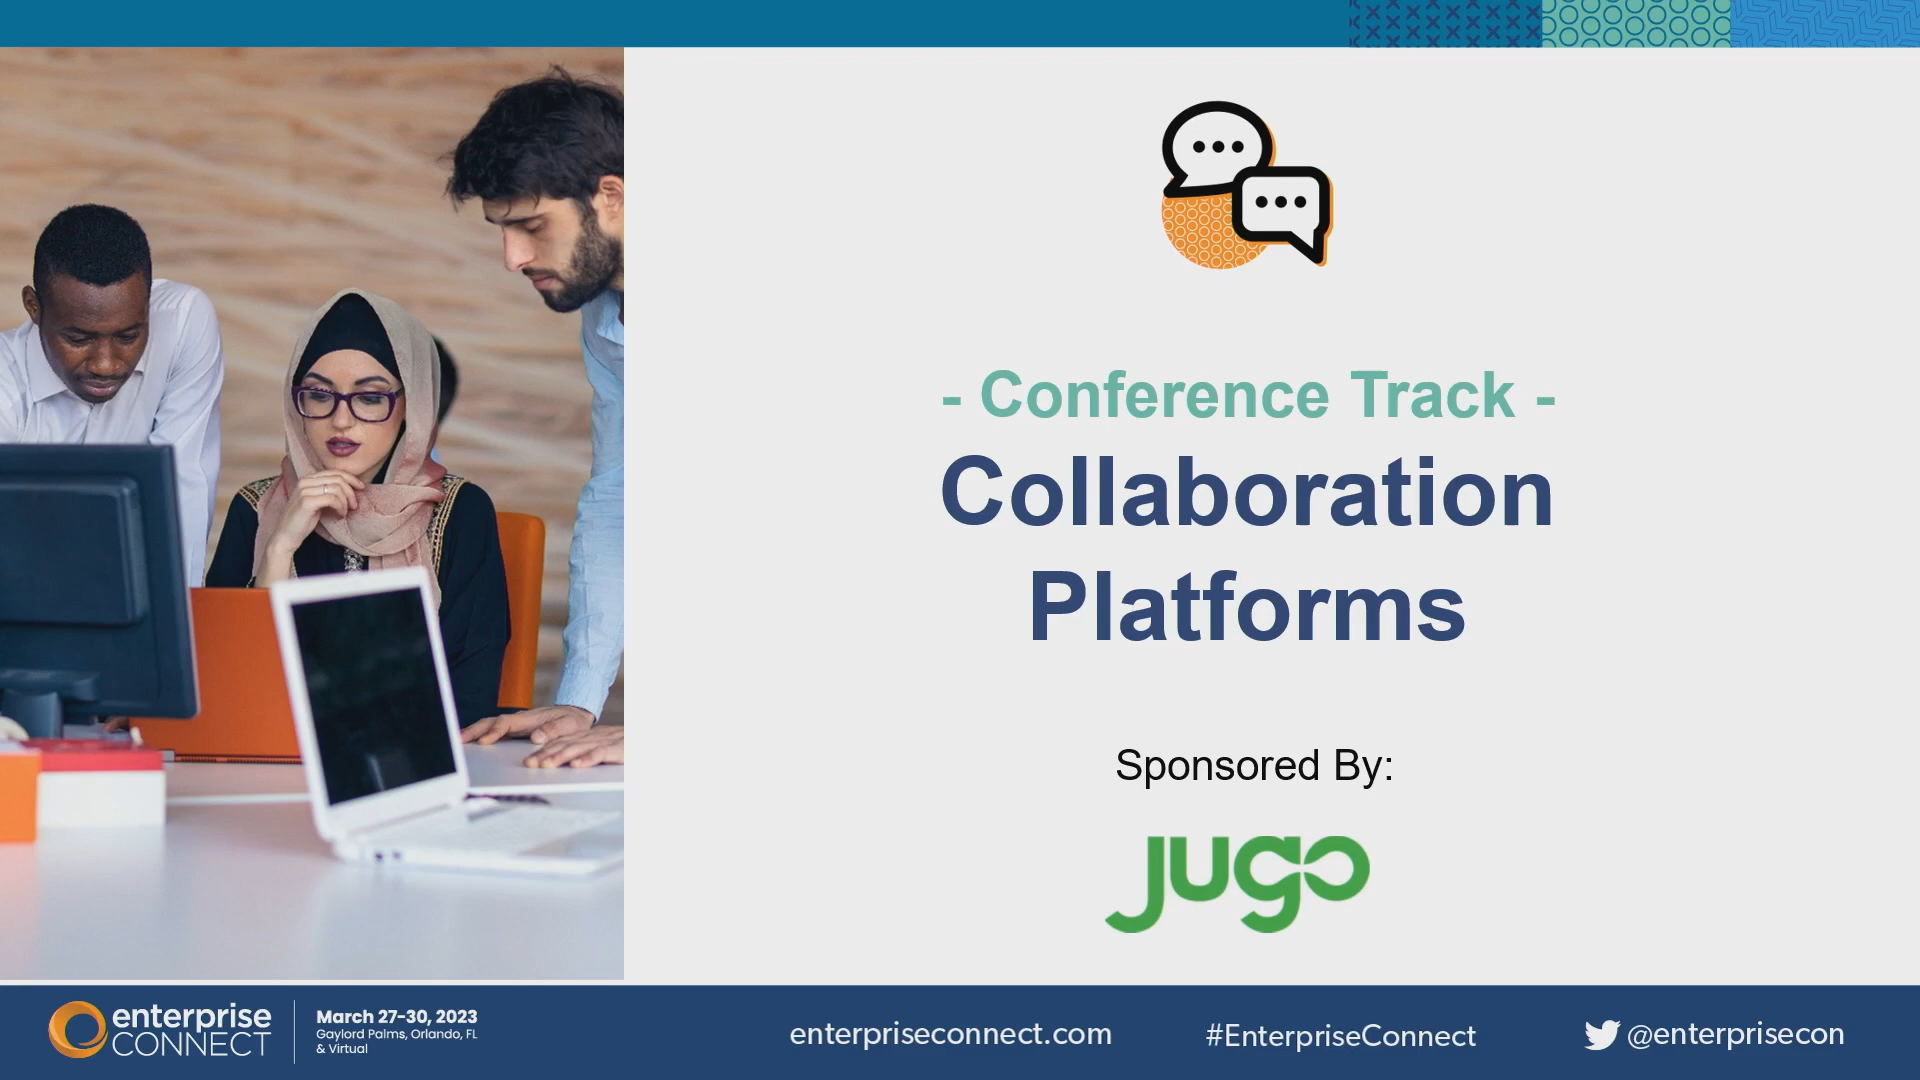 - Conference Track -
Collaboration
Platforms
Sponsored By:
jugo
enterprise
CONNECT
March 27-30, 2023
Gaylord Palms, Orlando, FL
& Virtual
enterpriseconnect.com
#EnterpriseConnect
@enterprisecon